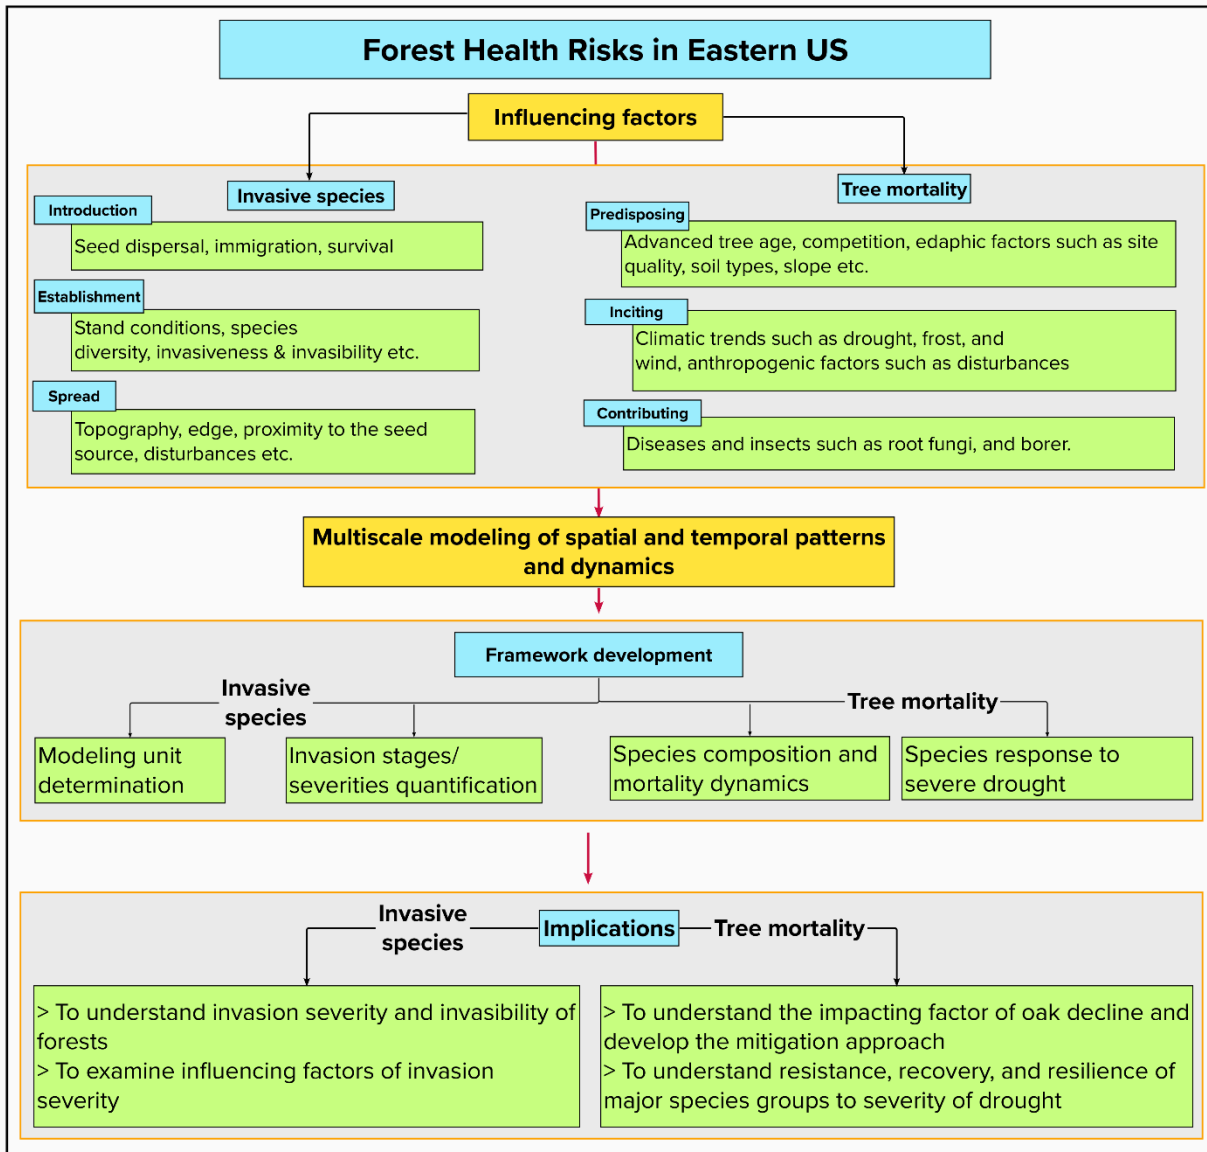 Forest Health Risks in Eastern US
Influencing factors
Invasive species
Introduction
Seed dispersal, immigration, survival
Establishment
Stand conditions, species
diversity, invasiveness & invasibility etc.
Spread
Topography, edge, proximity to the seed
source, disturbances etc.
Tree mortality
Predisposing
Advanced tree age, competition, edaphic factors such as site
quality, soil types, slope etc.
Inciting
Climatic trends such as drought, frost, and
wind, anthropogenic factors such as disturbances
Contributing
Diseases and insects such as root fungi, and borer.
Multiscale modeling of spatial and temporal patterns
and dynamics
Framework development
Invasive
species
Tree mortality
Modeling unit
determination
Invasion stages/
severities quantification
Species composition and
mortality dynamics
Species response to
severe drought
Invasive
species
Implications
Tree mortality
> To understand invasion severity and invasibility of
forests
> To examine influencing factors of invasion
severity
> To understand the impacting factor of oak decline and
develop the mitigation approach
> To understand resistance, recovery, and resilience of
major species groups to severity of drought